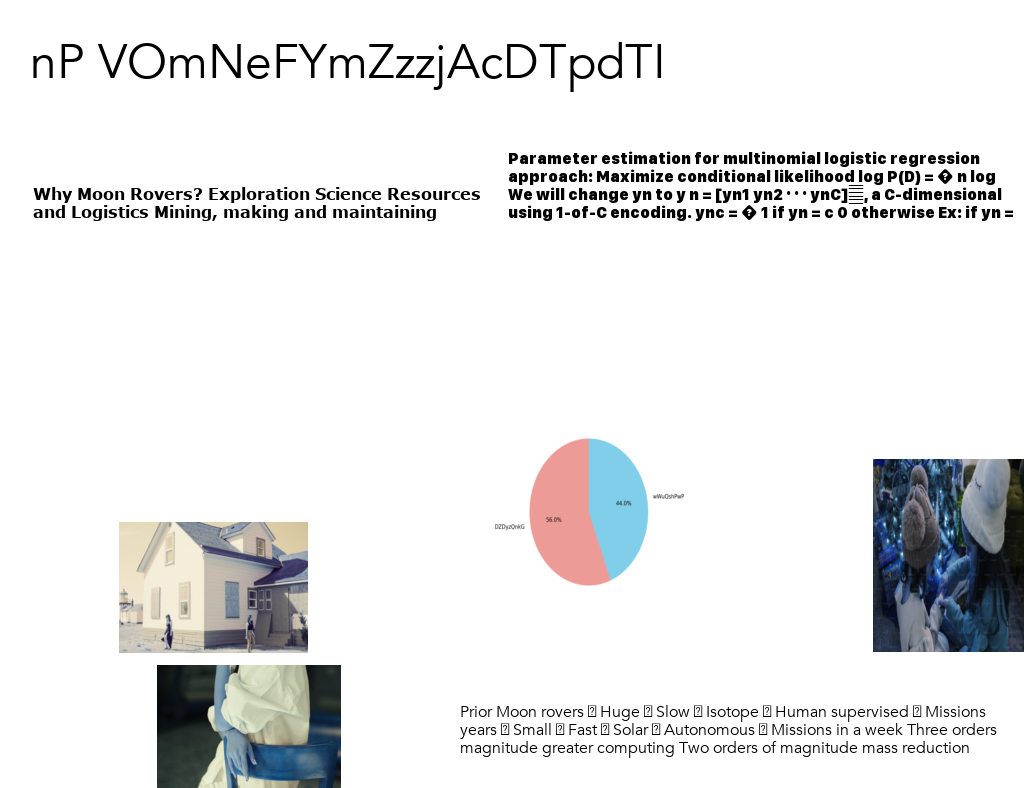 nP VOmNeFYmZzzjAcDTpdTI
Why Moon Rovers? Exploration Science Resources
and Logistics Mining, making and maintaining
Parameter estimation for multinomial logistic regression
approach: Maximize conditional likelihood log P(D) = � n log
We will change yn to y n = [yn1 yn2 · · · ynC], a C-dimensional
using 1-of-C encoding. ync = � 1 if yn = c 0 otherwise Ex: if yn =
44.0%
wWuQshPwP
56.0%
DZDyzQnkG
Prior Moon rovers Huge Slow Isotope Human supervised Missions
years Small Fast Solar Autonomous Missions in a week Three orders
magnitude greater computing Two orders of magnitude mass reduction